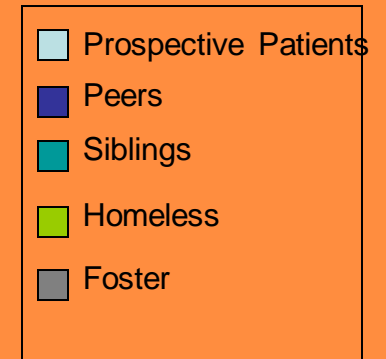 Prospective Patients
Peers
Siblings
Homeless
Foster